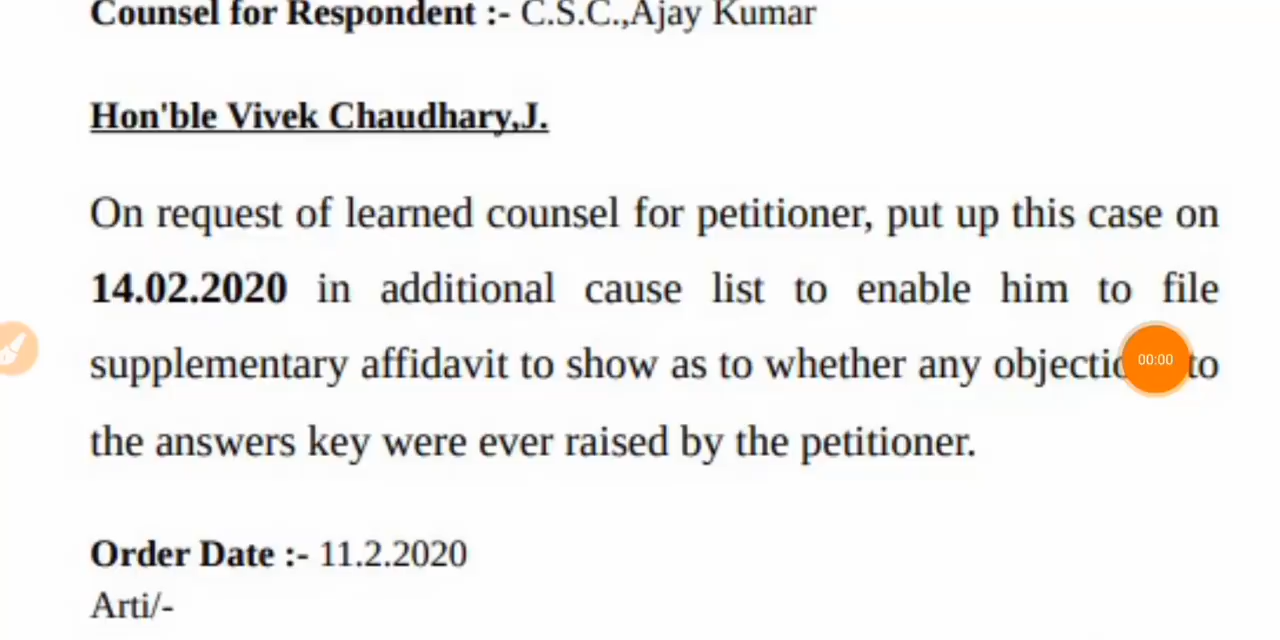 Counsel for Respondent :- C.S.C.,Ajay Kumar
Hon'ble Vivek Chaudhary,J.
On request of learned counsel for petitioner, put up this case on
14.02.2020 in additional cause list to enable him to file
supplementary affidavit to show as to whether any to
00:00
the answers key were ever raised by the petitioner.
Order Date :- 11.2.2020
Arti/-